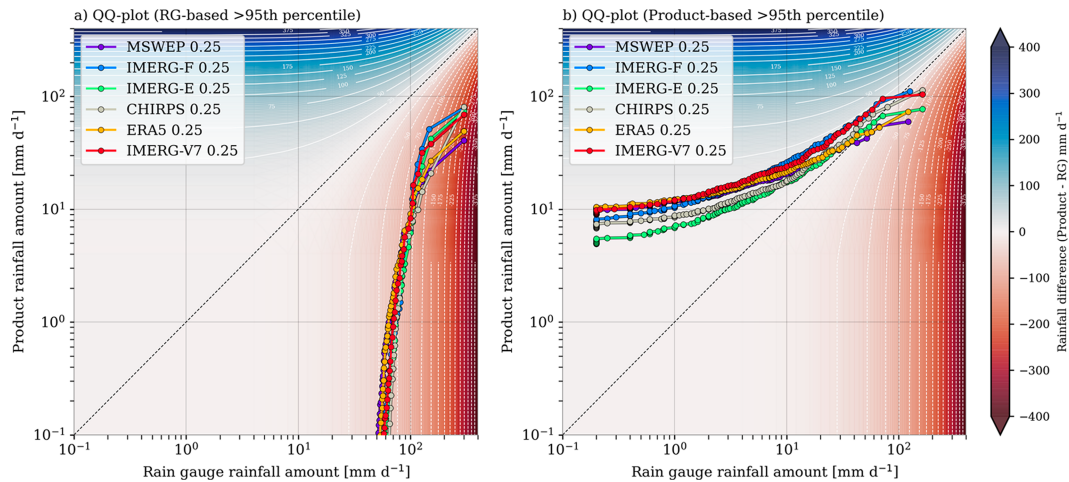 a) QQ-plot (RG-based >95th percentile)
MSWEP 0.25
IMERG-F 0.25
IMERG-E 0.25
CHIRPS 0.25
ERA5 0.25
IMERG-V7 0.25
Product rainfall amount [mm d⁻¹]
10²
10¹
10⁰
10⁻¹
10⁻¹ 10⁰ 10¹ 10²
Rain gauge rainfall amount [mm d⁻¹]
175
150
125
100
75
b) QQ-plot (Product-based >95th percentile)
MSWEP 0.25
IMERG-F 0.25
IMERG-E 0.25
CHIRPS 0.25
ERA5 0.25
IMERG-V7 0.25
Product rainfall amount [mm d⁻¹]
10²
10¹
10⁰
10⁻¹
10⁻¹ 10⁰ 10¹ 10²
Rain gauge rainfall amount [mm d⁻¹]
175
150
125
100
75
400
300
200
100
0
−100
−200
−300
−400
Rainfall difference (Product - RG) mm d⁻¹